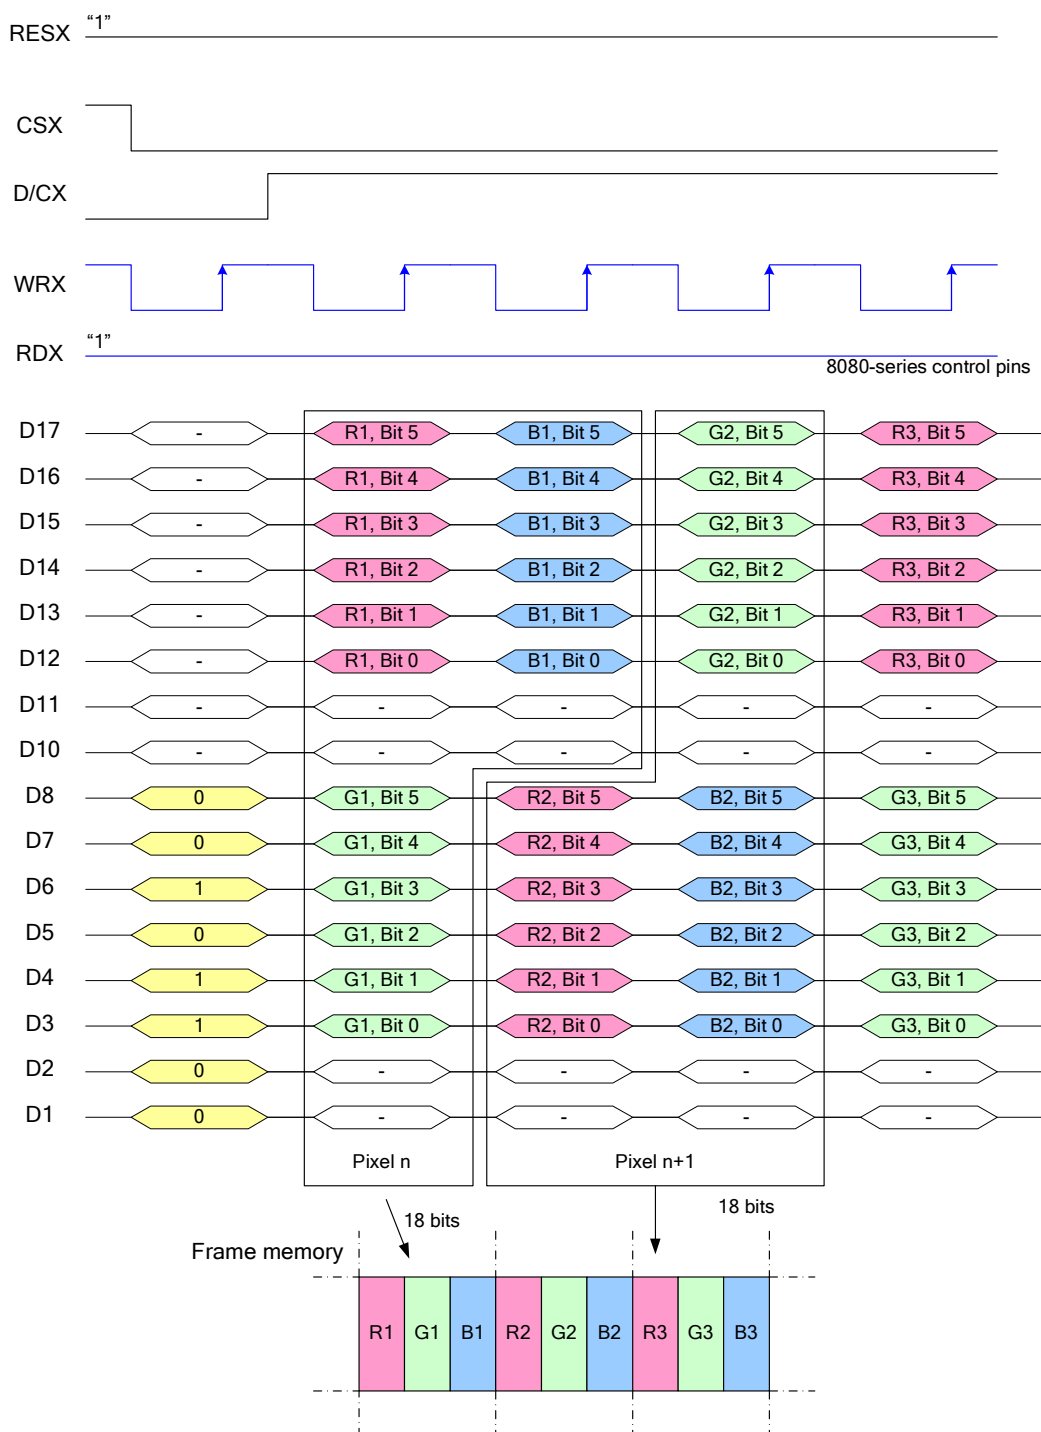 RESX “1”
CSX
D/CX
WRX
RDX “1”
8080-series control pins
D17 - R1, Bit 5 B1, Bit 5 G2, Bit 5 R3, Bit 5
D16 - R1, Bit 4 B1, Bit 4 G2, Bit 4 R3, Bit 4
D15 - R1, Bit 3 B1, Bit 3 G2, Bit 3 R3, Bit 3
D14 - R1, Bit 2 B1, Bit 2 G2, Bit 2 R3, Bit 2
D13 - R1, Bit 1 B1, Bit 1 G2, Bit 1 R3, Bit 1
D12 - R1, Bit 0 B1, Bit 0 G2, Bit 0 R3, Bit 0
D11 - - - - -
D10 - - - - -
D8 0 G1, Bit 5 R2, Bit 5 B2, Bit 5 G3, Bit 5
D7 0 G1, Bit 4 R2, Bit 4 B2, Bit 4 G3, Bit 4
D6 1 G1, Bit 3 R2, Bit 3 B2, Bit 3 G3, Bit 3
D5 0 G1, Bit 2 R2, Bit 2 B2, Bit 2 G3, Bit 2
D4 1 G1, Bit 1 R2, Bit 1 B2, Bit 1 G3, Bit 1
D3 1 G1, Bit 0 R2, Bit 0 B2, Bit 0 G3, Bit 0
D2 0 - - - -
D1 0 - - - -
Pixel n Pixel n+1
18 bits 18 bits
Frame memory
R1 G1 B1 R2 G2 B2 R3 G3 B3